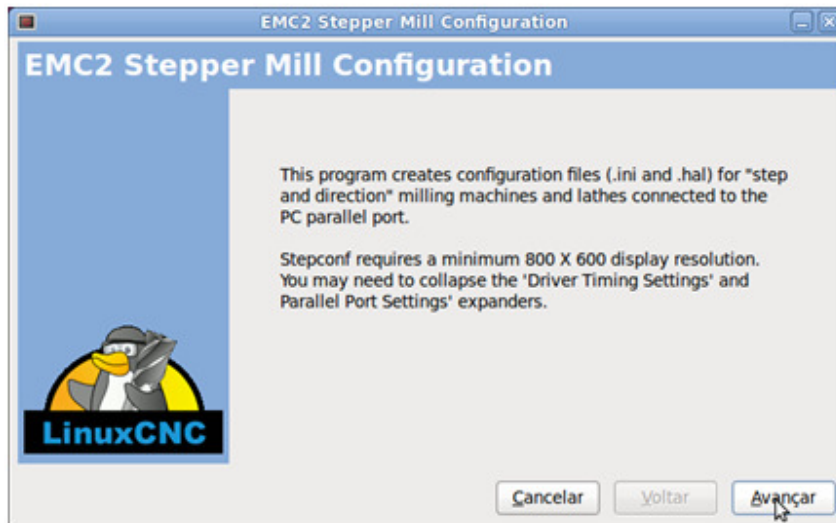 EMC2 Stepper Mill Configuration
EMC2 Stepper Mill Configuration
This program creates configuration files (.ini and .hal) for "step
and direction" milling machines and lathes connected to the
PC parallel port.
Stepconf requires a minimum 800 X 600 display resolution.
You may need to collapse the 'Driver Timing Settings' and
Parallel Port Settings' expanders.
LinuxCNC
Cancelar Voltar Avançar